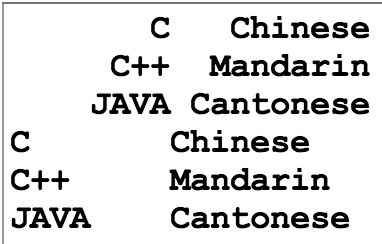 C   Chinese
     C++  Mandarin
    JAVA Cantonese
C       Chinese
C++     Mandarin
JAVA    Cantonese